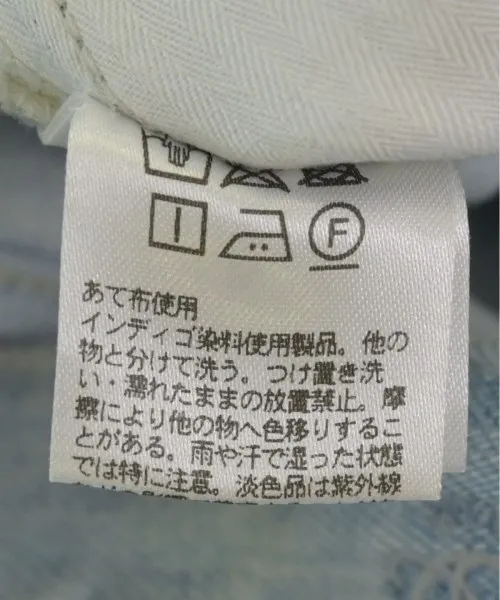 F
あて布使用
インディゴ染料使用製品。他の
物と分けて洗う。つけ置き洗
い・濡れたままの放置禁止。摩
擦により他の物へ色移りするこ
とがある。雨や汗で湿った状態
では特に注意。淡色品は紫外線